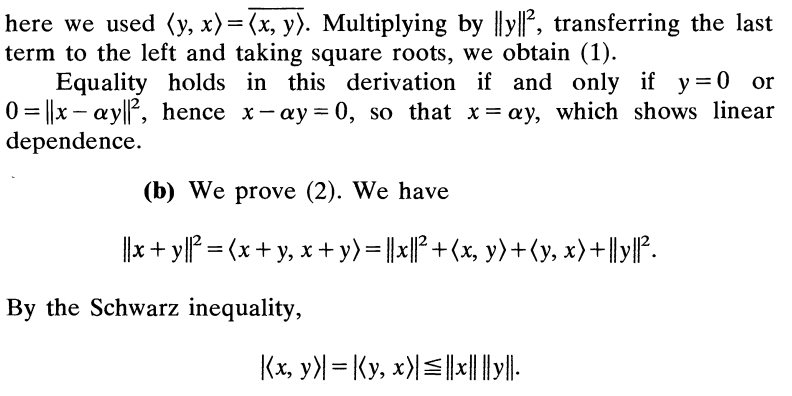 here we used ⟨y, x⟩ = \overline{⟨x, y⟩}. Multiplying by ‖y‖², transferring the last
term to the left and taking square roots, we obtain (1).
Equality holds in this derivation if and only if y = 0 or
0 = ‖x − αy‖², hence x − αy = 0, so that x = αy, which shows linear
dependence.
(b) We prove (2). We have
‖x + y‖² = ⟨x + y, x + y⟩ = ‖x‖² + ⟨x, y⟩ + ⟨y, x⟩ + ‖y‖².
By the Schwarz inequality,
|⟨x, y⟩| = |⟨y, x⟩| ≦ ‖x‖ ‖y‖.